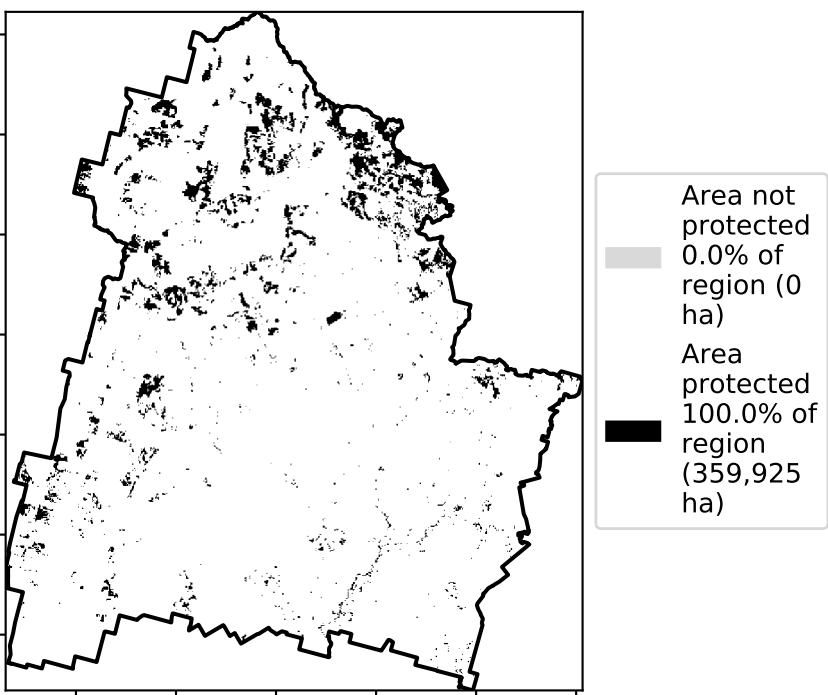 Area not
protected
0.0% of
region (0
ha)
Area
protected
100.0% of
region
(359,925
ha)